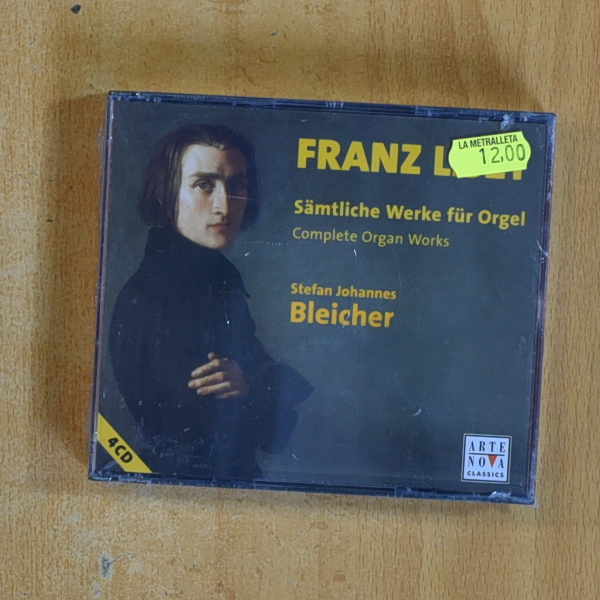 FRANZ
LA METRALLETA
12,00
Sämtliche Werke für Orgel
Complete Organ Works
Stefan Johannes
Bleicher
4CD
ARTE
NOVA
CLASSICS